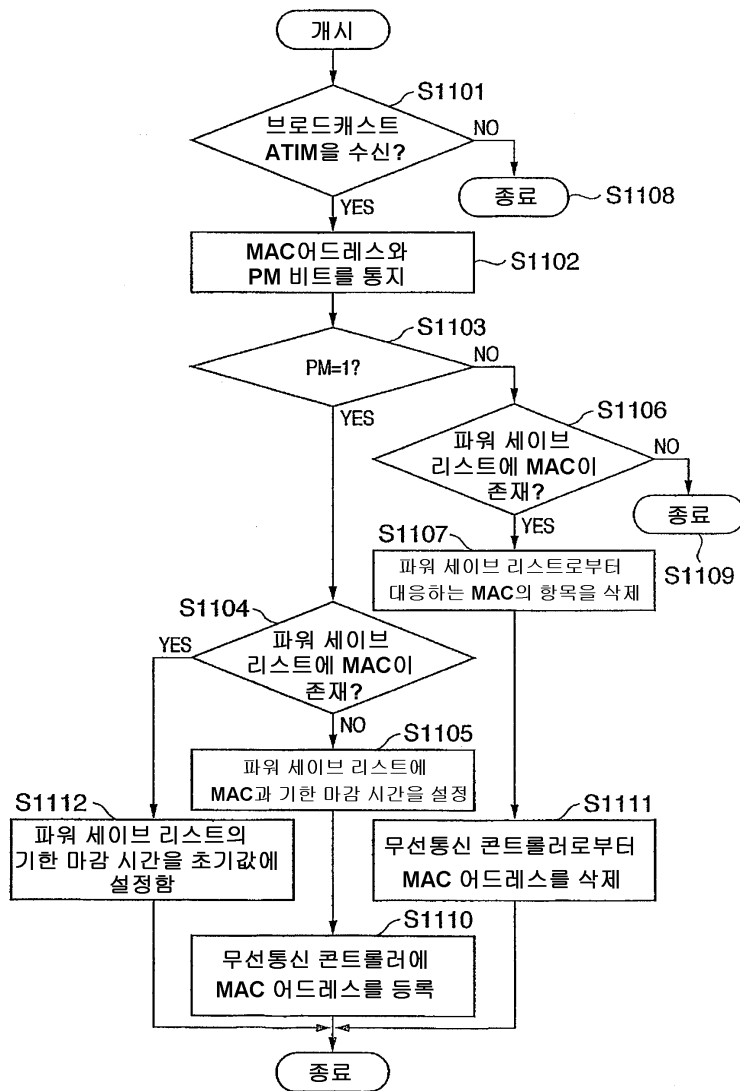 개시
S1101
브로드캐스트
ATIM을 수신?
NO
종료
S1108
YES
MAC어드레스와
PM 비트를 통지
S1102
S1103
PM=1?
NO
YES
S1106
파워 세이브
리스트에 MAC이
존재?
NO
종료
S1109
YES
S1107
파워 세이브 리스트로부터
대응하는 MAC의 항목을 삭제
S1104
YES
파워 세이브
리스트에 MAC이
존재?
NO
S1105
파워 세이브 리스트에
MAC과 기한 마감 시간을 설정
S1112
파워 세이브 리스트의
기한 마감 시간을 초기값에
설정함
S1111
무선통신 콘트롤러로부터
MAC 어드레스를 삭제
S1110
무선통신 콘트롤러에
MAC 어드레스를 등록
종료